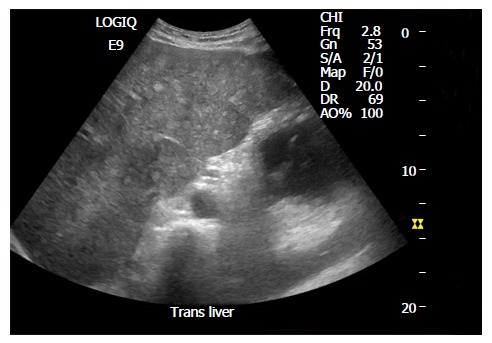 LOGIQ
E9
CHI
Frq 2.8
Gn 53
S/A 2/1
Map F/0
D 20.0
DR 69
AO% 100
0
10
20
Trans liver